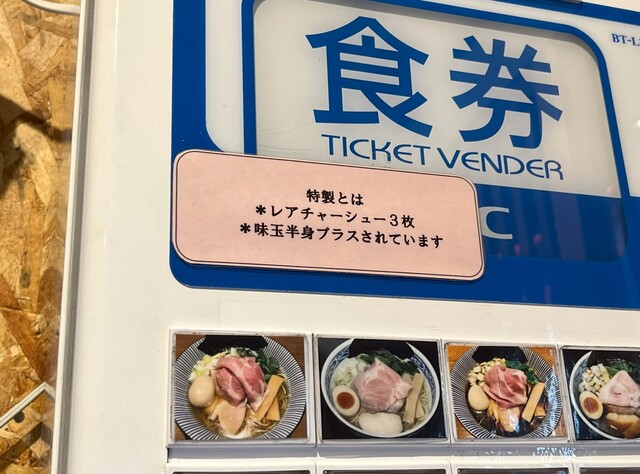 BT-L
食券
TICKET VENDER
C
特製とは
＊レアチャーシュー３枚
＊味玉半身プラスされています